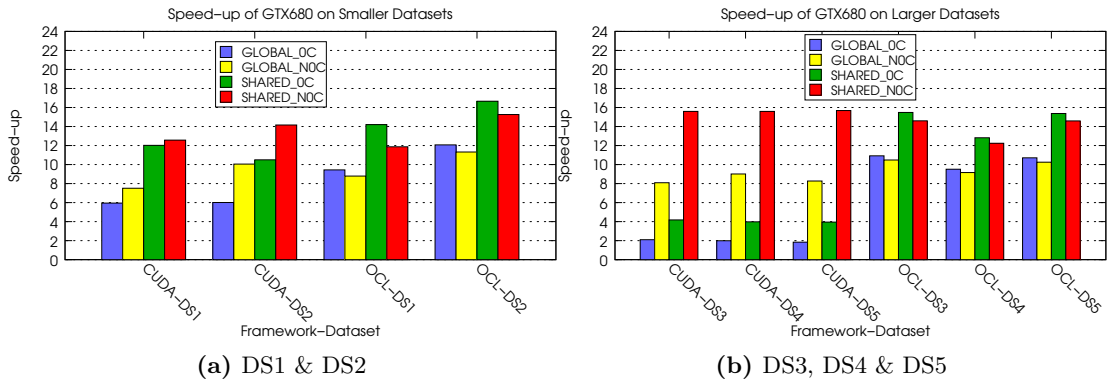 Speed-up of GTX680 on Smaller Datasets
24
22
20
18
16
14
12
10
8
6
4
2
0
Speed-up
GLOBAL_0C
GLOBAL_N0C
SHARED_0C
SHARED_N0C
CUDA-DS1
CUDA-DS2
OCL-DS1
OCL-DS2
Framework-Dataset
(a) DS1 & DS2
Speed-up of GTX680 on Larger Datasets
24
22
20
18
16
14
12
10
8
6
4
2
0
Speed-up
GLOBAL_0C
GLOBAL_N0C
SHARED_0C
SHARED_N0C
CUDA-DS3
CUDA-DS4
CUDA-DS5
OCL-DS3
OCL-DS4
OCL-DS5
Framework-Dataset
(b) DS3, DS4 & DS5